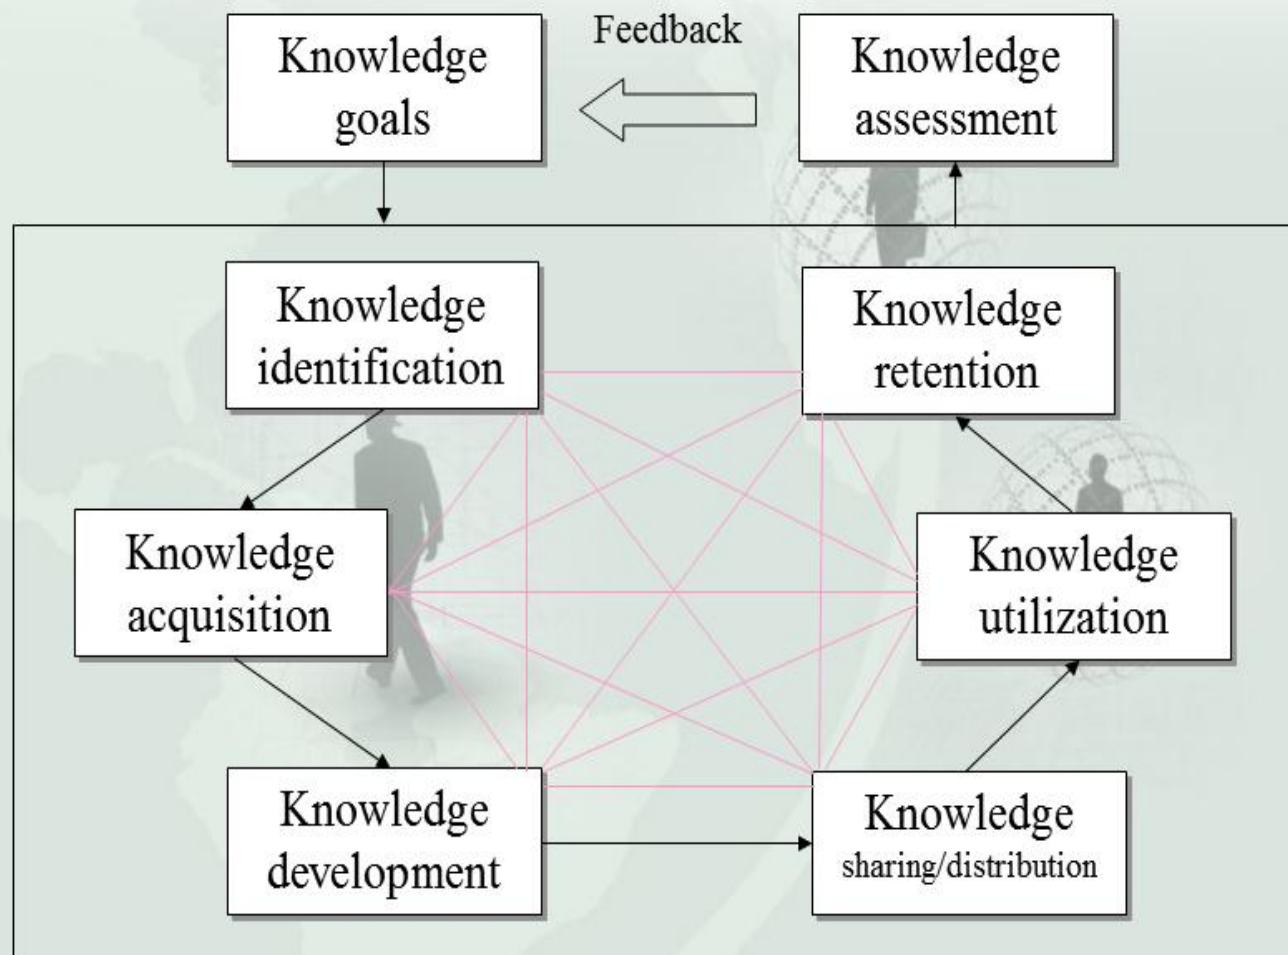 Knowledge
goals
Feedback
Knowledge
assessment
Knowledge
identification
Knowledge
retention
Knowledge
acquisition
Knowledge
utilization
Knowledge
development
Knowledge
sharing/distribution